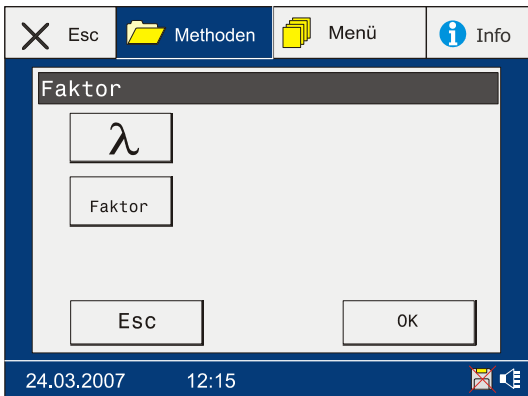 Esc Methoden Menü Info
Faktor
λ
Faktor
Esc OK
24.03.2007 12:15